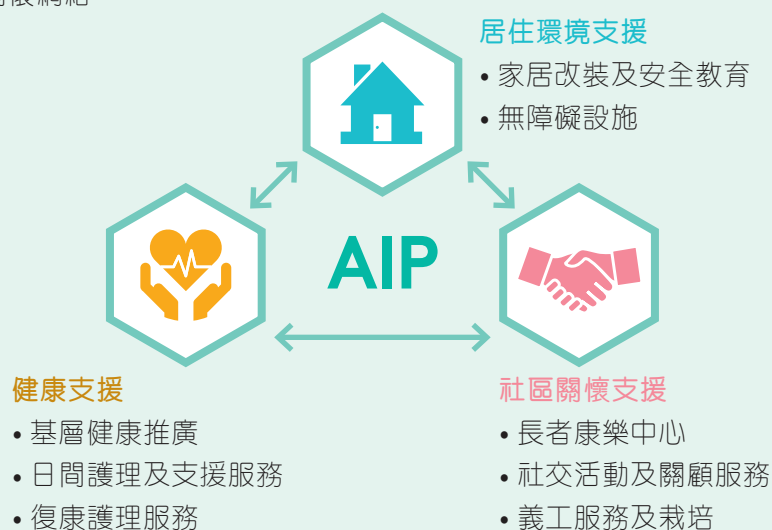 居住環境支援
• 家居改裝及安全教育
• 無障礙設施
AIP
健康支援
• 基層健康推廣
• 日間護理及支援服務
• 復康護理服務
社區關懷支援
• 長者康樂中心
• 社交活動及關顧服務
• 義工服務及栽培